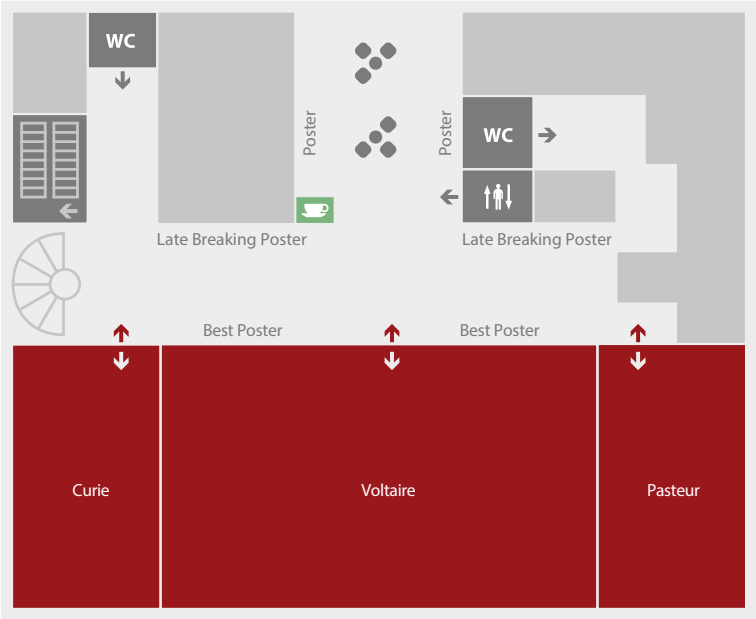 WC
Poster
Poster
WC
Late Breaking Poster
Late Breaking Poster
Best Poster
Best Poster
Curie
Voltaire
Pasteur